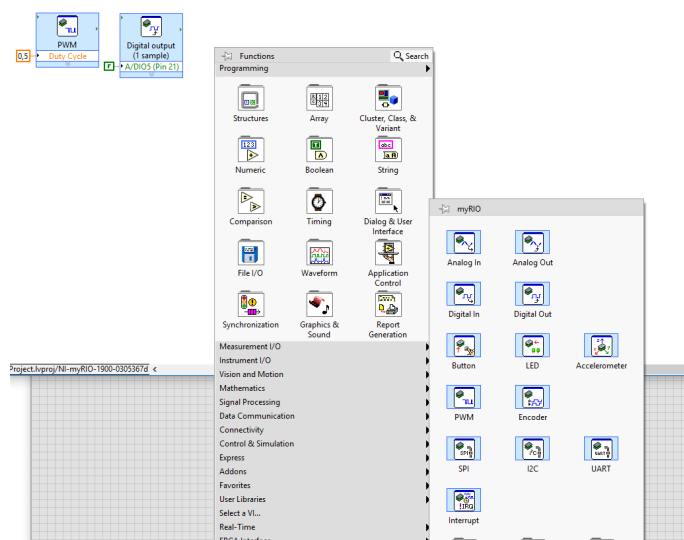 PWM
0,5 Duty Cycle
Digital output
(1 sample)
A/DIO5 (Pin 21)
Functions
Search
Programming
Structures
Array
Cluster, Class, &
Variant
Numeric
Boolean
String
Comparison
Timing
Dialog & User
Interface
File I/O
Waveform
Application
Control
Synchronization
Graphics &
Sound
Report
Generation
Measurement I/O
Instrument I/O
Vision and Motion
Mathematics
Signal Processing
Data Communication
Connectivity
Control & Simulation
Express
Addons
Favorites
User Libraries
Select a VI...
Real-Time
myRIO
Analog In
Analog Out
Digital In
Digital Out
Button
LED
Accelerometer
PWM
Encoder
SPI
I2C
UART
Interrupt
Project.lvproj/NI-myRIO-1900-0305367d <